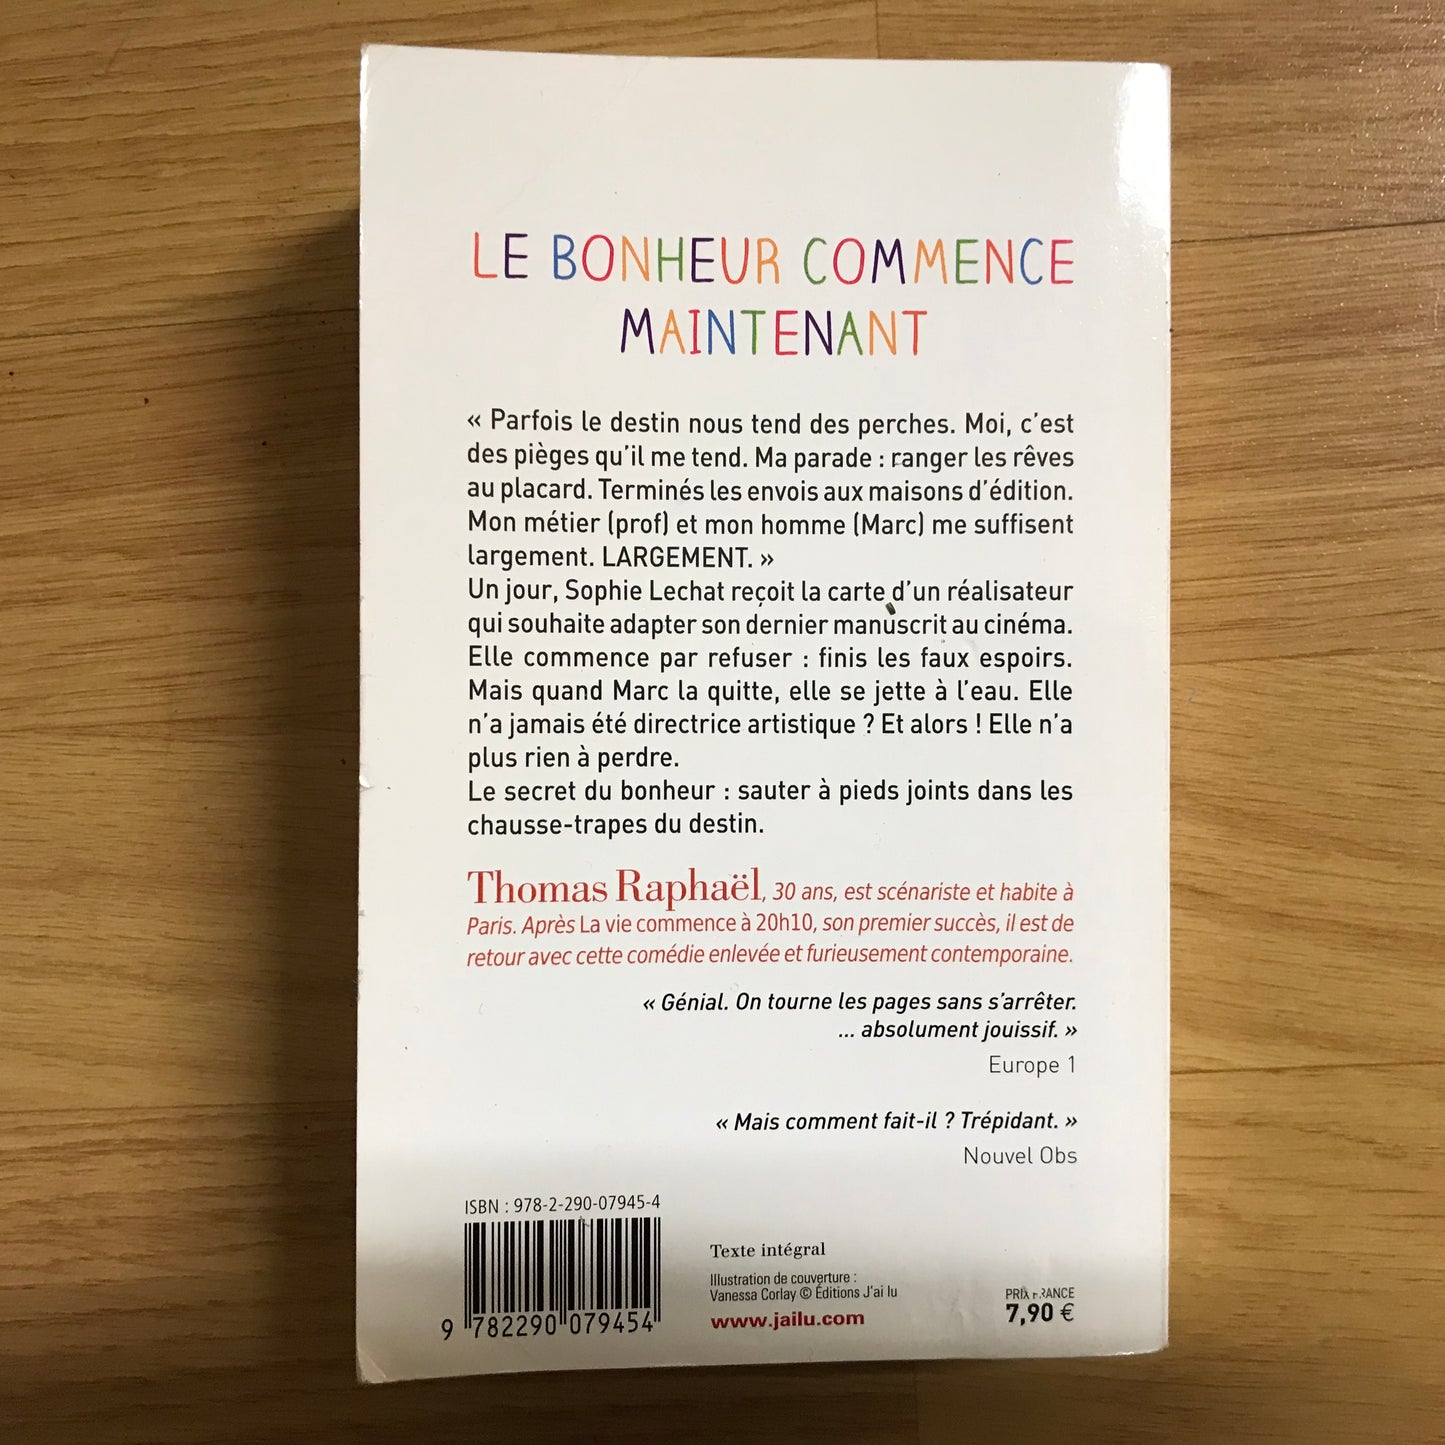 LE BONHEUR COMMENCE
MAINTENANT
« Parfois le destin nous tend des perches. Moi, c’est
des pièges qu’il me tend. Ma parade : ranger les rêves
au placard. Terminés les envois aux maisons d’édition.
Mon métier (prof) et mon homme (Marc) me suffisent
largement. LARGEMENT. »
Un jour, Sophie Lechat reçoit la carte d’un réalisateur
qui souhaite adapter son dernier manuscrit au cinéma.
Elle commence par refuser : finis les faux espoirs.
Mais quand Marc la quitte, elle se jette à l’eau. Elle
n’a jamais été directrice artistique ? Et alors ! Elle n’a
plus rien à perdre.
Le secret du bonheur : sauter à pieds joints dans les
chausse-trapes du destin.
Thomas Raphaël, 30 ans, est scénariste et habite à
Paris. Après La vie commence à 20h10, son premier succès, il est de
retour avec cette comédie enlevée et furieusement contemporaine.
« Génial. On tourne les pages sans s’arrêter.
... absolument jouissif. »
Europe 1
« Mais comment fait-il ? Trépidant. »
Nouvel Obs
ISBN : 978-2-290-07945-4
9 782290 079454
Texte intégral
Illustration de couverture :
Vanessa Corlay © Éditions J’ai lu
www.jailu.com
PRIX FRANCE
7,90 €